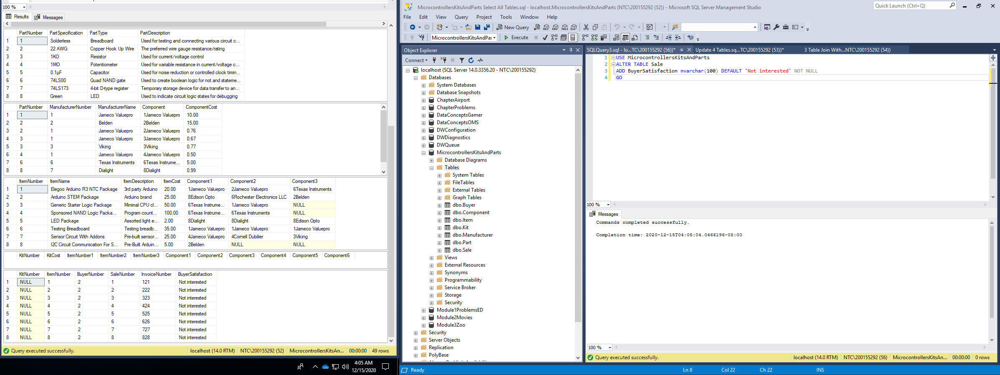 100 %
Results
Messages
PartNumber PartSpecification PartType PartDescription
1 1 Solderless Breadboard Used for testing and connecting various circuit c...
2 2 22 AWG Copper Hook Up Wire The preferred wire gauge resistance/rating
3 3 1KO Resistor Used for current/voltage control
4 4 1MO Potentiometer Used for variable resistance in current/voltage c...
5 5 0.1µF Capacitor Used for noise reduction or controlled clock timin...
6 6 74LS00 Quad NAND gate Used to create boolean logic for not and stateme...
7 7 74LS173 4-bit D-type register Temporary storage device for data transfer to an...
8 8 Green LED Used to indicate circuit logic states for debugging
PartNumber ManufacturerNumber ManufacturerName Component ComponentCost
1 1 1 Jameco Valuepro 1Jameco Valuepro 10.00
2 2 2 Belden 2Belden 15.00
3 2 1 Jameco Valuepro 2Jameco Valuepro 0.76
4 3 1 Jameco Valuepro 3Jameco Valuepro 0.67
5 3 3 Viking 3Viking 0.77
6 4 1 Jameco Valuepro 4Jameco Valuepro 0.50
7 6 6 Texas Instruments 6Texas Instrume... 5.00
8 8 7 Dialight 8Dialight 0.99
ItemNumber ItemName ItemDescription ItemCost Component1 Component2 Component3
1 1 Elegoo Arduino R3 NTC Package 3rd party Arduino 20.00 1Jameco Valuepro 2Jameco Valuepro 6Texas Instruments
2 2 Arduino STEM Package Arduino brand 25.00 8Edison Opto 6Rochester Electronics LLC 2Belden
3 3 Generic Starter Logic Package Minimal CPU cl... 50.00 6Texas Instrume... 1Jameco Valuepro NULL
4 4 Sponsored NAND Logic Packa... Program count... 100.00 6Texas Instrume... 6Texas Instruments NULL
5 5 LED Package Assorted light e... 2.00 8Dialight 8Dialight 8Edison Opto
6 6 Testing Breadboard Testing breadb... 35.00 1Jameco Valuepro 1Jameco Valuepro 1Jameco Valuepro
7 7 Sensor Circuit With Addons Pre-built sensor... 25.00 4Jameco Valuepro 4Cornell Dubilier 3Viking
8 8 I2C Circuit Communication For S... Pre-Built Arduin... 5.00 2Belden NULL NULL
KitNumber KitCost ItemNumber1 ItemNumber2 ItemNumber3 Component1 Component2 Component3 Component4 Component5 Component6
KitNumber ItemNumber BuyerNumber SaleNumber InvoiceNumber BuyerSatisfaction
1 NULL 1 2 1 121 Not interested
2 NULL 2 2 2 222 Not interested
3 NULL 3 2 3 323 Not interested
4 NULL 4 2 4 424 Not interested
5 NULL 5 2 5 525 Not interested
6 NULL 6 2 6 626 Not interested
7 NULL 7 2 7 727 Not interested
8 NULL 8 2 8 828 Not interested
Query executed successfully. localhost (14.0 RTM) NTC\200155292 (52) MicrocontrollersKitsAn... 00:00:00 49 rows
4:05 AM
12/15/2020
MicrocontrollersKitsAndParts Select All Tables.sql - localhost.MicrocontrollersKitsAndParts (NTC\200155292 (52)) - Microsoft SQL Server Management Studio
Quick Launch (Ctrl+Q)
File Edit View Query Project Tools Window Help
New Query MDX DMX XMLA DAX
MicrocontrollersKitsAndPar Execute
Object Explorer
Connect
localhost (SQL Server 14.0.3356.20 - NTC\200155292)
Databases
System Databases
Database Snapshots
ChapterAirport
ChapterProblems
DataConceptsGamer
DataConceptsOMS
DWConfiguration
DWDiagnostics
DWQueue
MicrocontrollersKitsAndParts
Database Diagrams
Tables
System Tables
FileTables
External Tables
Graph Tables
dbo.Buyer
dbo.Component
dbo.Item
dbo.Kit
dbo.Manufacturer
dbo.Part
dbo.Sale
Views
External Resources
Synonyms
Programmability
Service Broker
Storage
Security
Module1ProblemsED
Module2Movies
Module3Zoo
Security
Server Objects
Replication
PolyBase
SQLQuery3.sql - lo...TC\200155292 (56))* Update 4 Tables.sq...TC\200155292 (53))* 3 Table Join With...NTC\200155292 (54))
1 USE MicrocontrollersKitsAndParts
2 ALTER TABLE Sale
3 ADD BuyerSatisfaction nvarchar(100) DEFAULT 'Not interested' NOT NULL
4 GO
100 %
Messages
Commands completed successfully.
Completion time: 2020-12-15T04:05:04.0466196-05:00
100 %
Query executed successfully. localhost (14.0 RTM) NTC\200155292 (56) MicrocontrollersKitsAn... 00:00:00 0 rows
Ready Ln 8 Col 22 Ch 22 INS